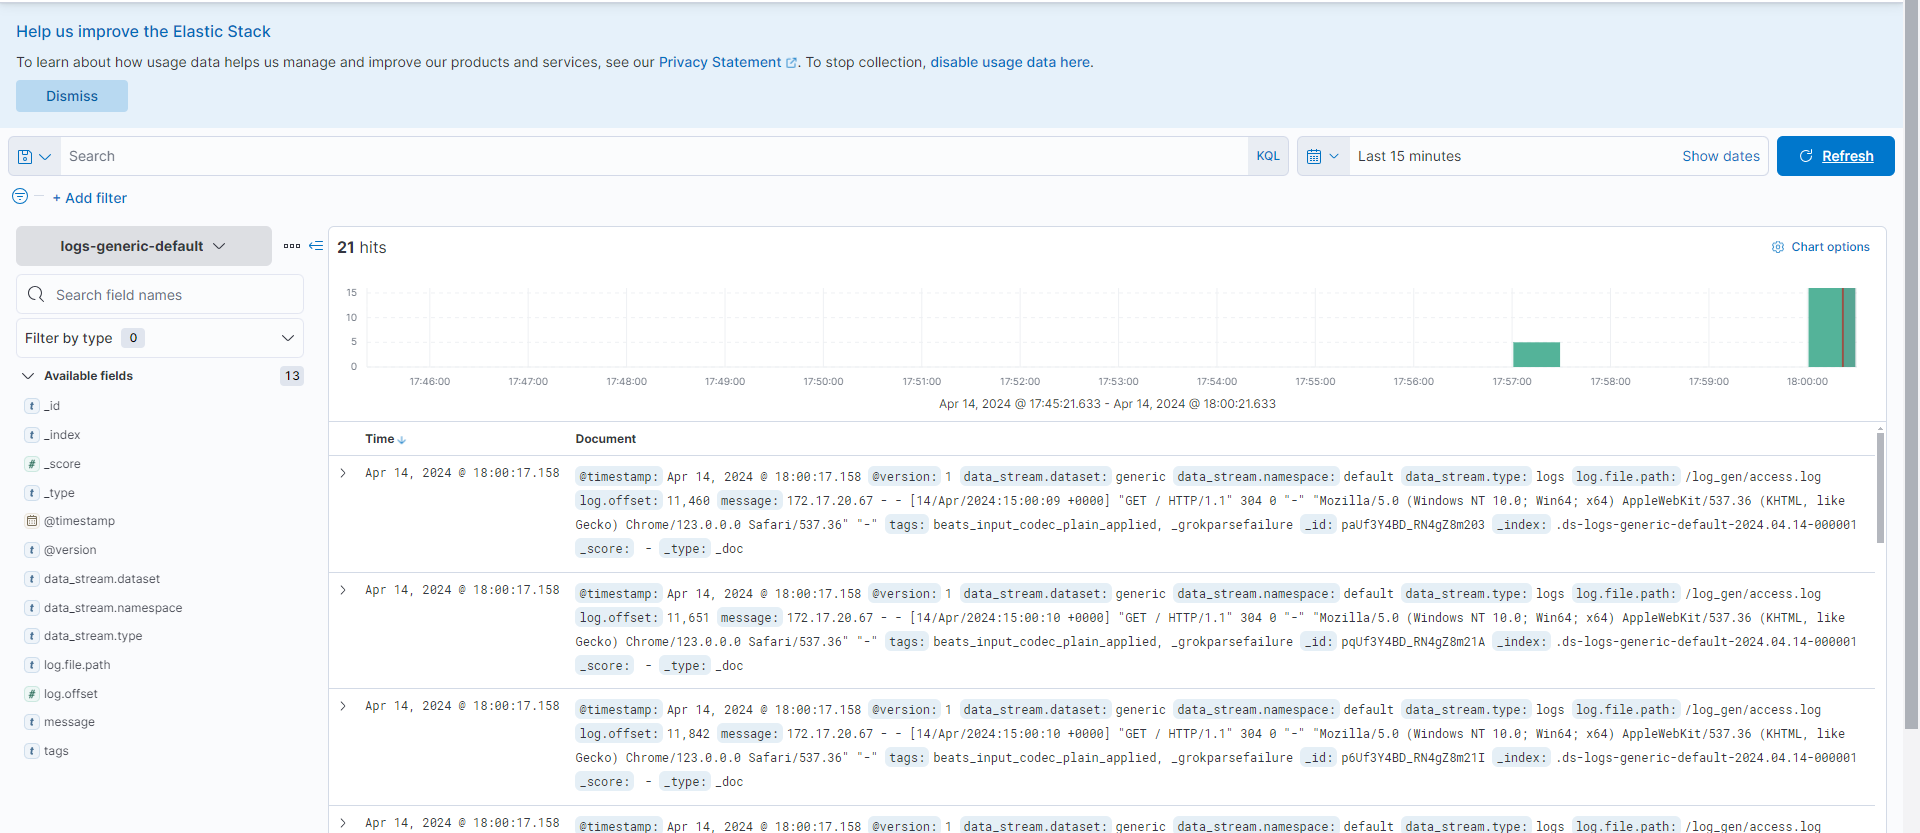 Help us improve the Elastic Stack
To learn about how usage data helps us manage and improve our products and services, see our Privacy Statement. To stop collection, disable usage data here.
Dismiss
Search KQL Last 15 minutes Show dates Refresh
+ Add filter
logs-generic-default
Search field names
Filter by type 0
Available fields 13
t _id
t _index
# _score
t _type
@timestamp
t @version
t data_stream.dataset
t data_stream.namespace
t data_stream.type
t log.file.path
# log.offset
t message
t tags
21 hits Chart options
15
10
5
0
17:46:00 17:47:00 17:48:00 17:49:00 17:50:00 17:51:00 17:52:00 17:53:00 17:54:00 17:55:00 17:56:00 17:57:00 17:58:00 17:59:00 18:00:00
Apr 14, 2024 @ 17:45:21.633 - Apr 14, 2024 @ 18:00:21.633
Time Document
Apr 14, 2024 @ 18:00:17.158 @timestamp: Apr 14, 2024 @ 18:00:17.158 @version: 1 data_stream.dataset: generic data_stream.namespace: default data_stream.type: logs log.file.path: /log_gen/access.log
log.offset: 11,460 message: 172.17.20.67 - - [14/Apr/2024:15:00:09 +0000] "GET / HTTP/1.1" 304 0 "-" "Mozilla/5.0 (Windows NT 10.0; Win64; x64) AppleWebKit/537.36 (KHTML, like
Gecko) Chrome/123.0.0.0 Safari/537.36" "-" tags: beats_input_codec_plain_applied, _grokparsefailure _id: paUf3Y4BD_RN4gZ8m203 _index: .ds-logs-generic-default-2024.04.14-000001
_score: - _type: _doc
Apr 14, 2024 @ 18:00:17.158 @timestamp: Apr 14, 2024 @ 18:00:17.158 @version: 1 data_stream.dataset: generic data_stream.namespace: default data_stream.type: logs log.file.path: /log_gen/access.log
log.offset: 11,651 message: 172.17.20.67 - - [14/Apr/2024:15:00:10 +0000] "GET / HTTP/1.1" 304 0 "-" "Mozilla/5.0 (Windows NT 10.0; Win64; x64) AppleWebKit/537.36 (KHTML, like
Gecko) Chrome/123.0.0.0 Safari/537.36" "-" tags: beats_input_codec_plain_applied, _grokparsefailure _id: pqUf3Y4BD_RN4gZ8m21A _index: .ds-logs-generic-default-2024.04.14-000001
_score: - _type: _doc
Apr 14, 2024 @ 18:00:17.158 @timestamp: Apr 14, 2024 @ 18:00:17.158 @version: 1 data_stream.dataset: generic data_stream.namespace: default data_stream.type: logs log.file.path: /log_gen/access.log
log.offset: 11,842 message: 172.17.20.67 - - [14/Apr/2024:15:00:10 +0000] "GET / HTTP/1.1" 304 0 "-" "Mozilla/5.0 (Windows NT 10.0; Win64; x64) AppleWebKit/537.36 (KHTML, like
Gecko) Chrome/123.0.0.0 Safari/537.36" "-" tags: beats_input_codec_plain_applied, _grokparsefailure _id: p6Uf3Y4BD_RN4gZ8m21I _index: .ds-logs-generic-default-2024.04.14-000001
_score: - _type: _doc
Apr 14, 2024 @ 18:00:17.158 @timestamp: Apr 14, 2024 @ 18:00:17.158 @version: 1 data_stream.dataset: generic data_stream.namespace: default data_stream.type: logs log.file.path: /log_gen/access.log